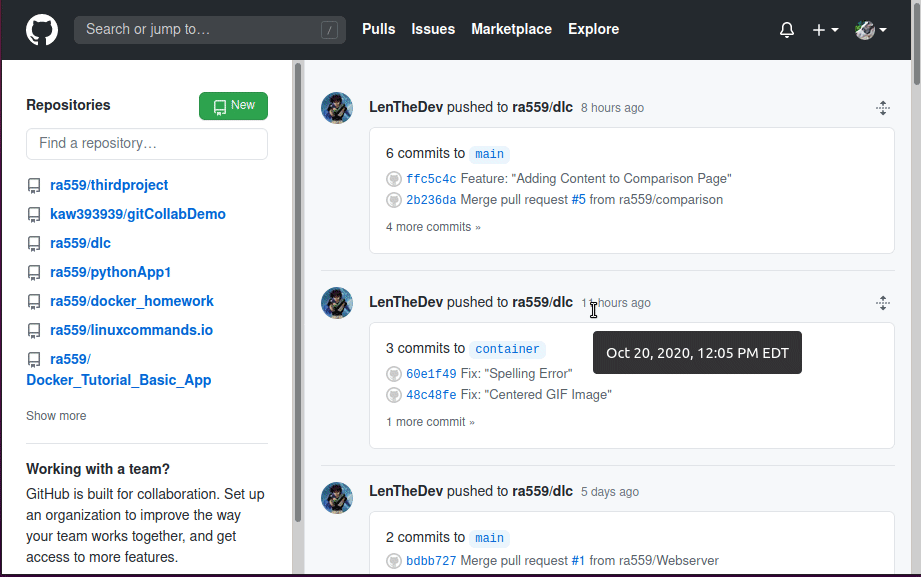 Search or jump to…
/
Pulls
Issues
Marketplace
Explore
Repositories
New
Find a repository…
ra559/thirdproject
kaw393939/gitCollabDemo
ra559/dlc
ra559/pythonApp1
ra559/docker_homework
ra559/linuxcommands.io
ra559/
Docker_Tutorial_Basic_App
Show more
Working with a team?
GitHub is built for collaboration. Set up
an organization to improve the way
your team works together, and get
access to more features.
LenTheDev pushed to ra559/dlc 8 hours ago
6 commits to main
ffc5c4c Feature: "Adding Content to Comparison Page"
2b236da Merge pull request #5 from ra559/comparison
4 more commits »
LenTheDev pushed to ra559/dlc hours ago
Oct 20, 2020, 12:05 PM EDT
3 commits to container
60e1f49 Fix: "Spelling Error"
48c48fe Fix: "Centered GIF Image"
1 more commit »
LenTheDev pushed to ra559/dlc 5 days ago
2 commits to main
bdbb727 Merge pull request #1 from ra559/Webserver